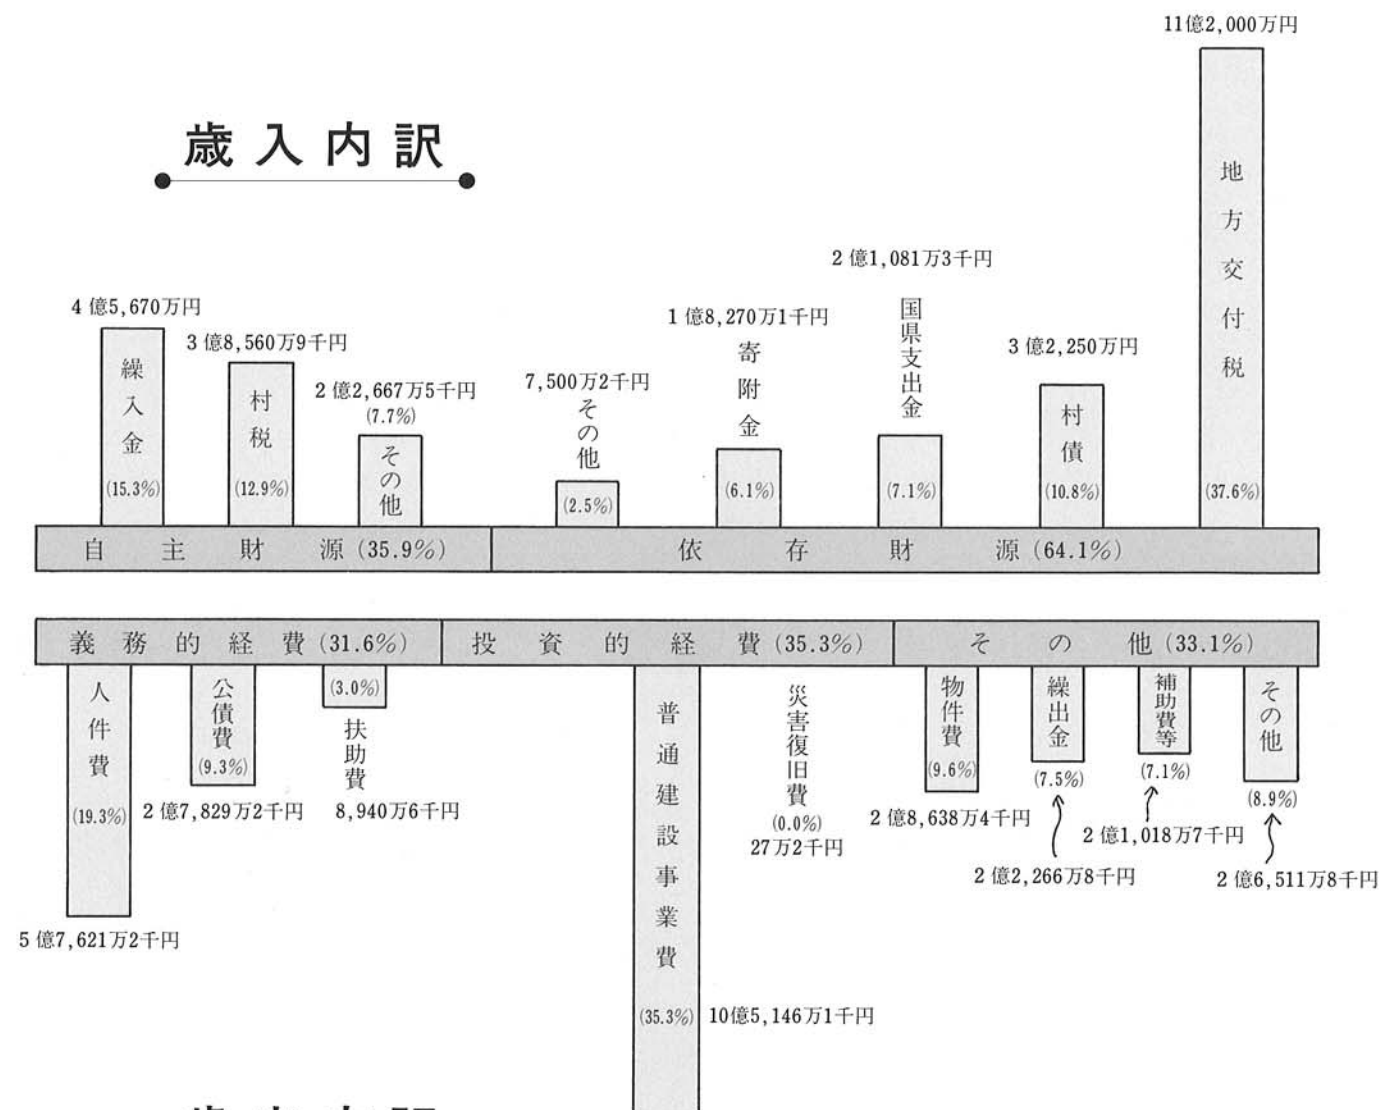 歳入内訳
11億2,000万円
地方交付税
(37.6%)
4億5,670万円
繰入金
(15.3%)
3億8,560万9千円
村税
(12.9%)
2億2,667万5千円
(7.7%)
その他
7,500万2千円
その他
(2.5%)
1億8,270万1千円
寄附金
(6.1%)
2億1,081万3千円
国県支出金
(7.1%)
3億2,250万円
村債
(10.8%)
自主財源(35.9%)
依存財源(64.1%)
義務的経費(31.6%)
投資的経費(35.3%)
その他(33.1%)
人件費
(19.3%)
5億7,621万2千円
公債費
(9.3%)
2億7,829万2千円
(3.0%)
扶助費
8,940万6千円
普通建設事業費
(35.3%)
10億5,146万1千円
災害復旧費
(0.0%)
27万2千円
物件費
(9.6%)
2億8,638万4千円
繰出金
(7.5%)
2億2,266万8千円
補助費等
(7.1%)
2億1,018万7千円
その他
(8.9%)
2億6,511万8千円